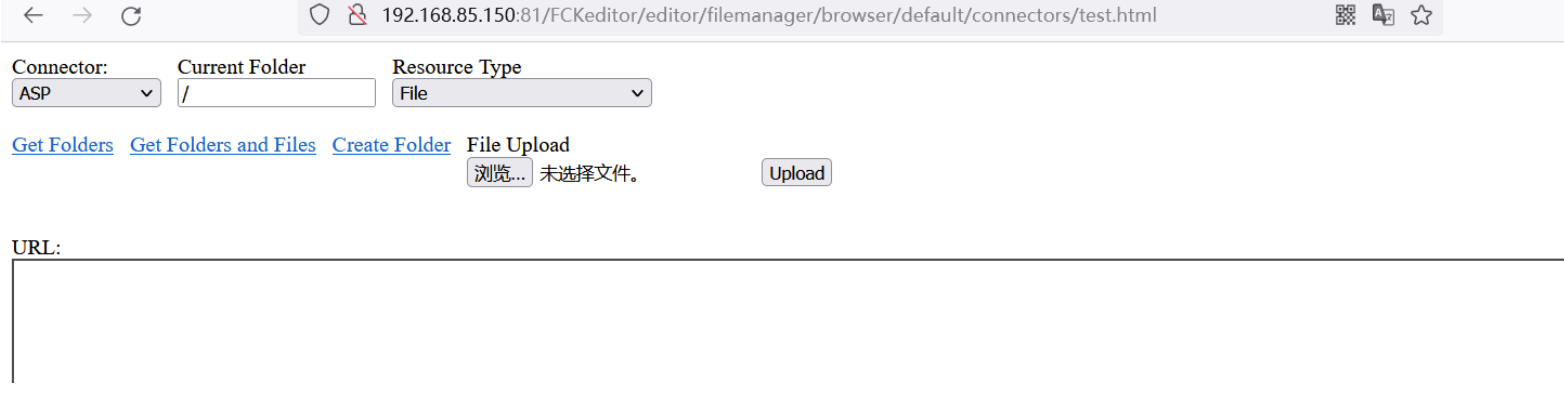 192.168.85.150:81/FCKeditor/editor/filemanager/browser/default/connectors/test.html
Connector: Current Folder Resource Type
ASP / File
Get Folders Get Folders and Files Create Folder File Upload
浏览... 未选择文件。 Upload
URL: